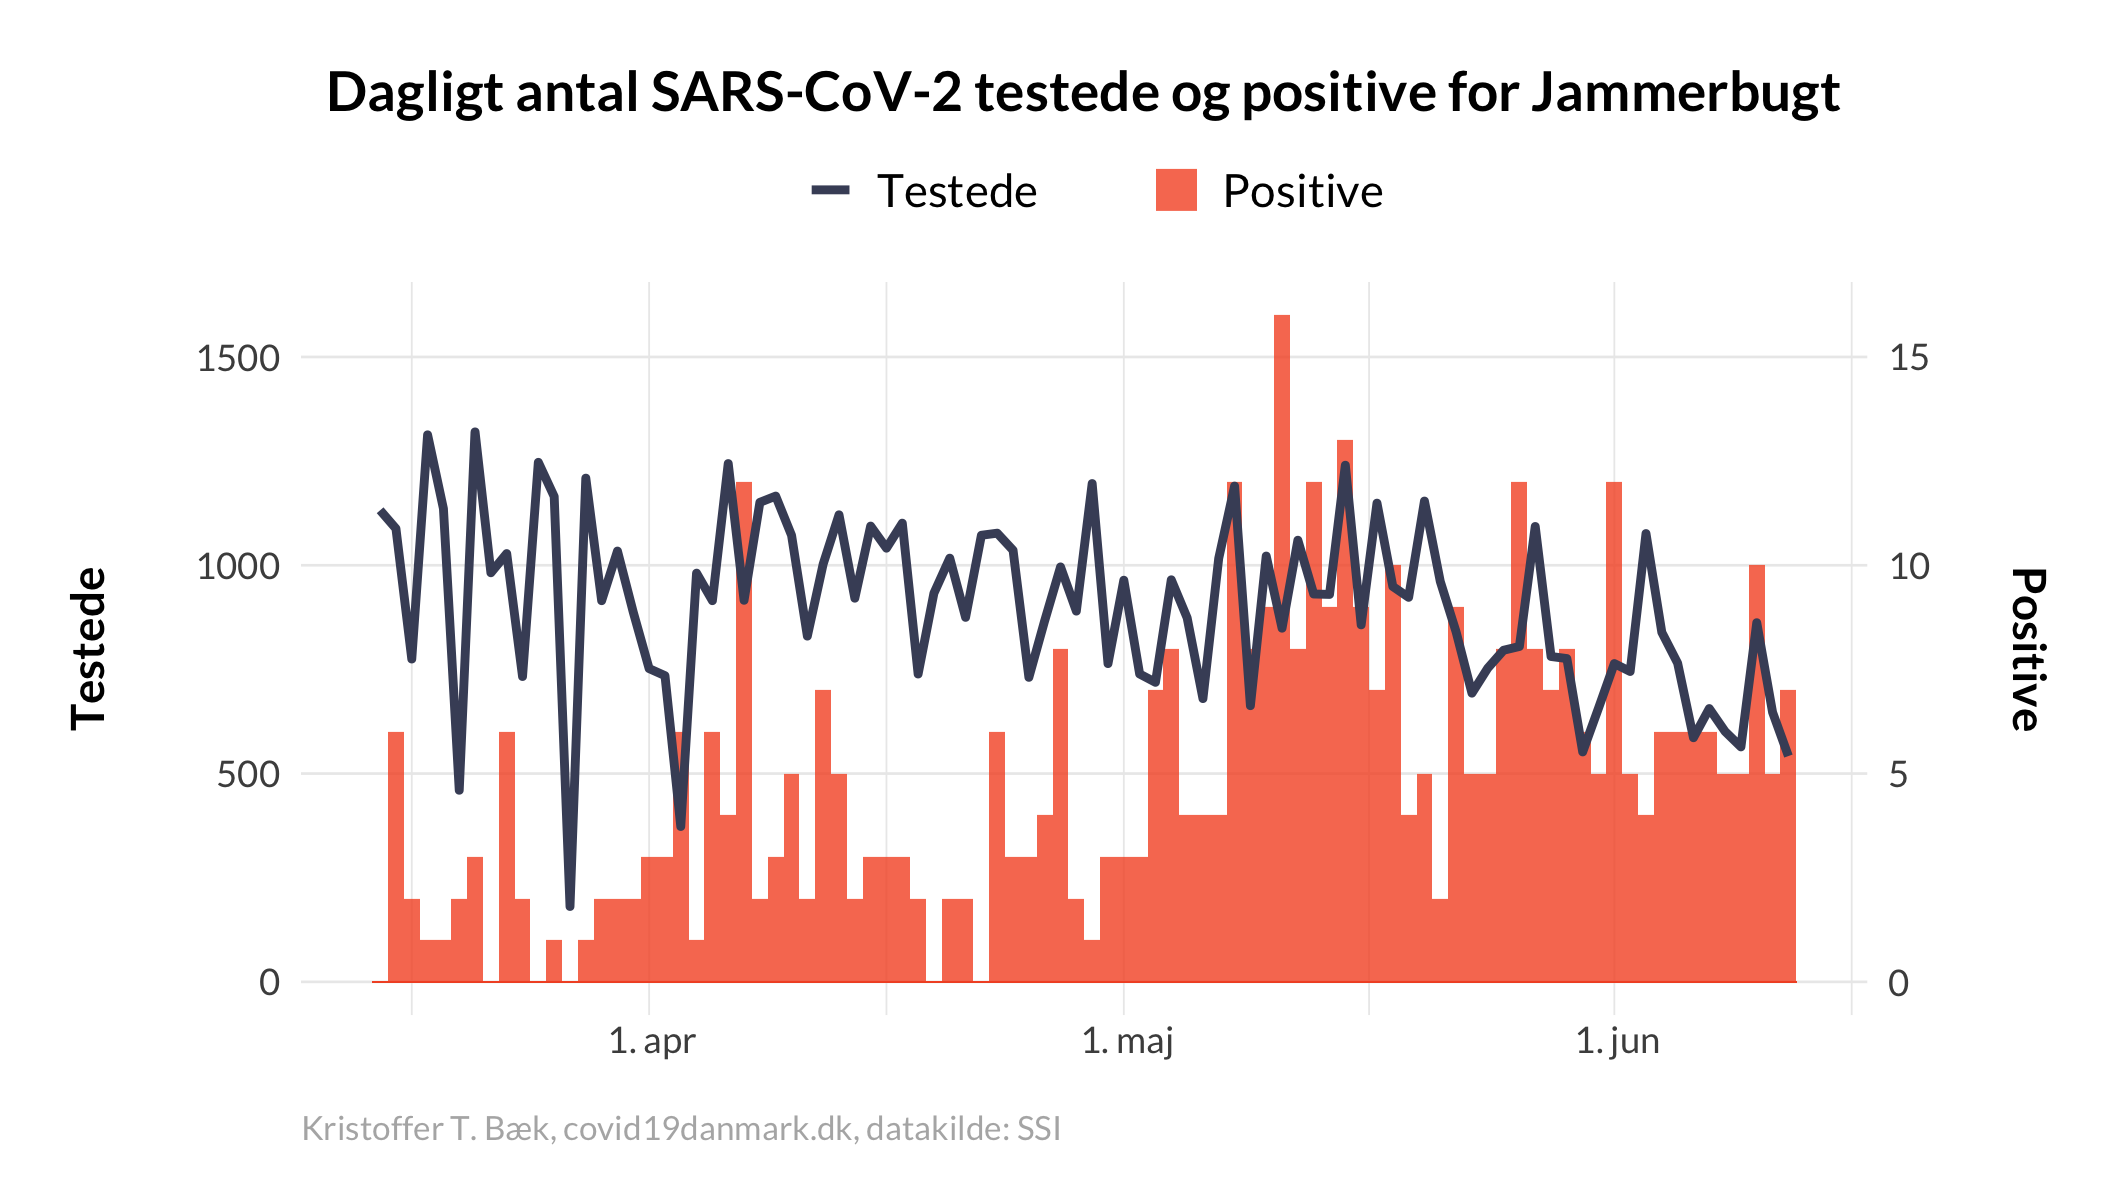 Dagligt antal SARS-CoV-2 testede og positive for Jammerbugt
Testede
Positive
1500
1000
500
0
Testede
15
10
5
0
Positive
1. apr
1. maj
1. jun
Kristoffer T. Bæk, covid19danmark.dk, datakilde: SSI